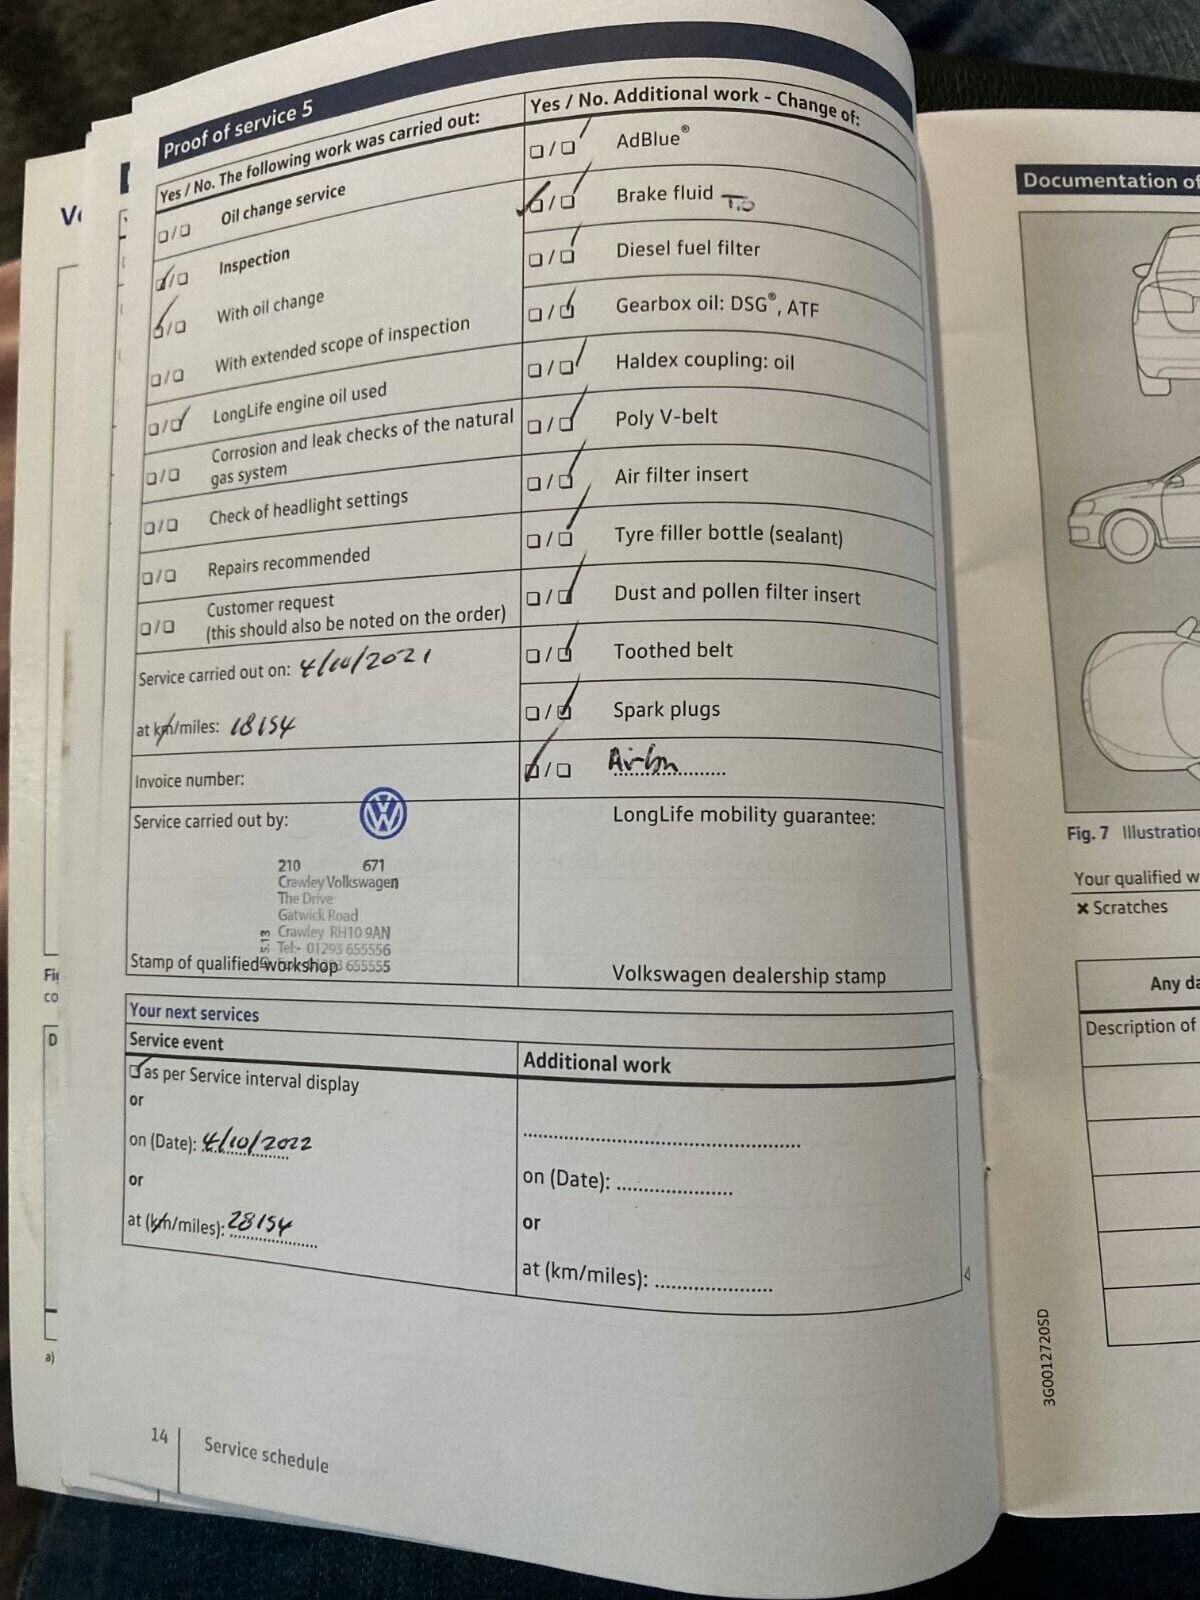 Proof of service 5
Yes / No. The following work was carried out:
Oil change service
Inspection
With oil change
With extended scope of inspection
LongLife engine oil used
Corrosion and leak checks of the natural
gas system
Check of headlight settings
Repairs recommended
Customer request
(this should also be noted on the order)
Service carried out on: 4/10/2021
at km/miles: 18154
Invoice number:
Service carried out by:
210 671
Crawley Volkswagen
The Drive
Gatwick Road
Crawley RH10 9AN
Tel:- 01293 655556
655555
Stamp of qualified workshop
Yes / No. Additional work - Change of:
AdBlue®
Brake fluid
Diesel fuel filter
Gearbox oil: DSG®, ATF
Haldex coupling: oil
Poly V-belt
Air filter insert
Tyre filler bottle (sealant)
Dust and pollen filter insert
Toothed belt
Spark plugs
LongLife mobility guarantee:
Volkswagen dealership stamp
Your next services
Service event
as per Service interval display
or
on (Date): 4/10/2022
or
at (km/miles): 28154
Additional work
on (Date):
or
at (km/miles):
14 Service schedule
Documentation of
Fig. 7 Illustratio
Your qualified w
✖ Scratches
Any da
Description of
3G0012720SD
Fig
co
D
a)